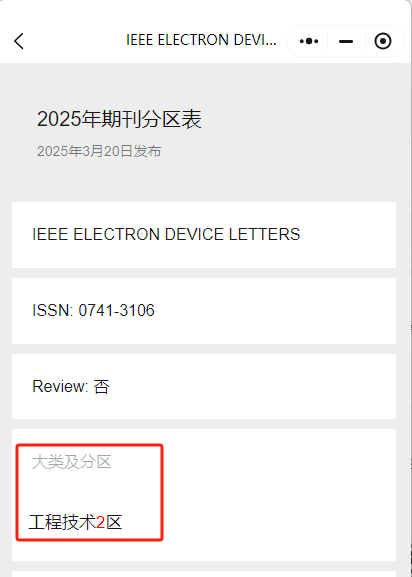 IEEE ELECTRON DEVI...
2025年期刊分区表
2025年3月20日发布
IEEE ELECTRON DEVICE LETTERS
ISSN: 0741-3106
Review: 否
大类及分区
工程技术2区